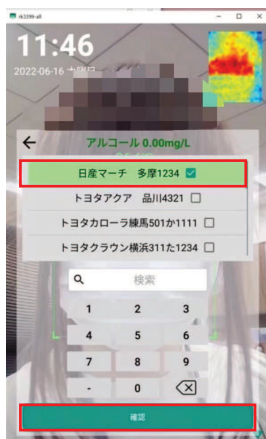 rk3399-all
11:46
2022-06-16
アルコール 0.00mg/L
日産マーチ 多摩1234
トヨタアクア 品川4321
トヨタカローラ練馬501か1111
トヨタクラウン横浜311た1234
検索
1 2 3
4 5 6
7 8 9
- 0
確認